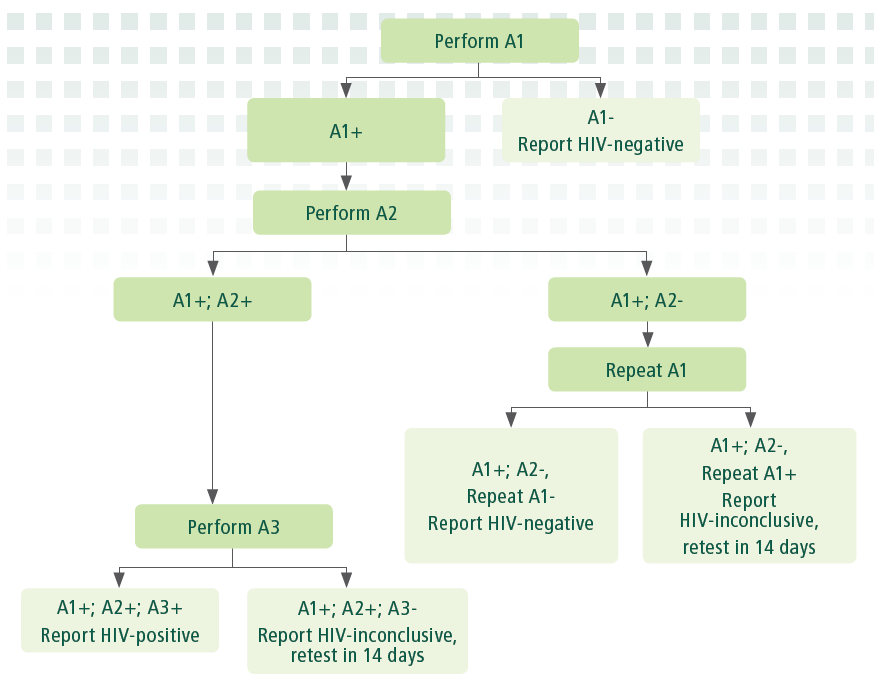 Perform A1
A1+
A1-
Report HIV-negative
Perform A2
A1+; A2+
A1+; A2-
Repeat A1
A1+; A2-,
Repeat A1-
Report HIV-negative
A1+; A2-,
Repeat A1+
Report
HIV-inconclusive,
retest in 14 days
Perform A3
A1+; A2+; A3+
Report HIV-positive
A1+; A2+; A3-
Report HIV-inconclusive,
retest in 14 days